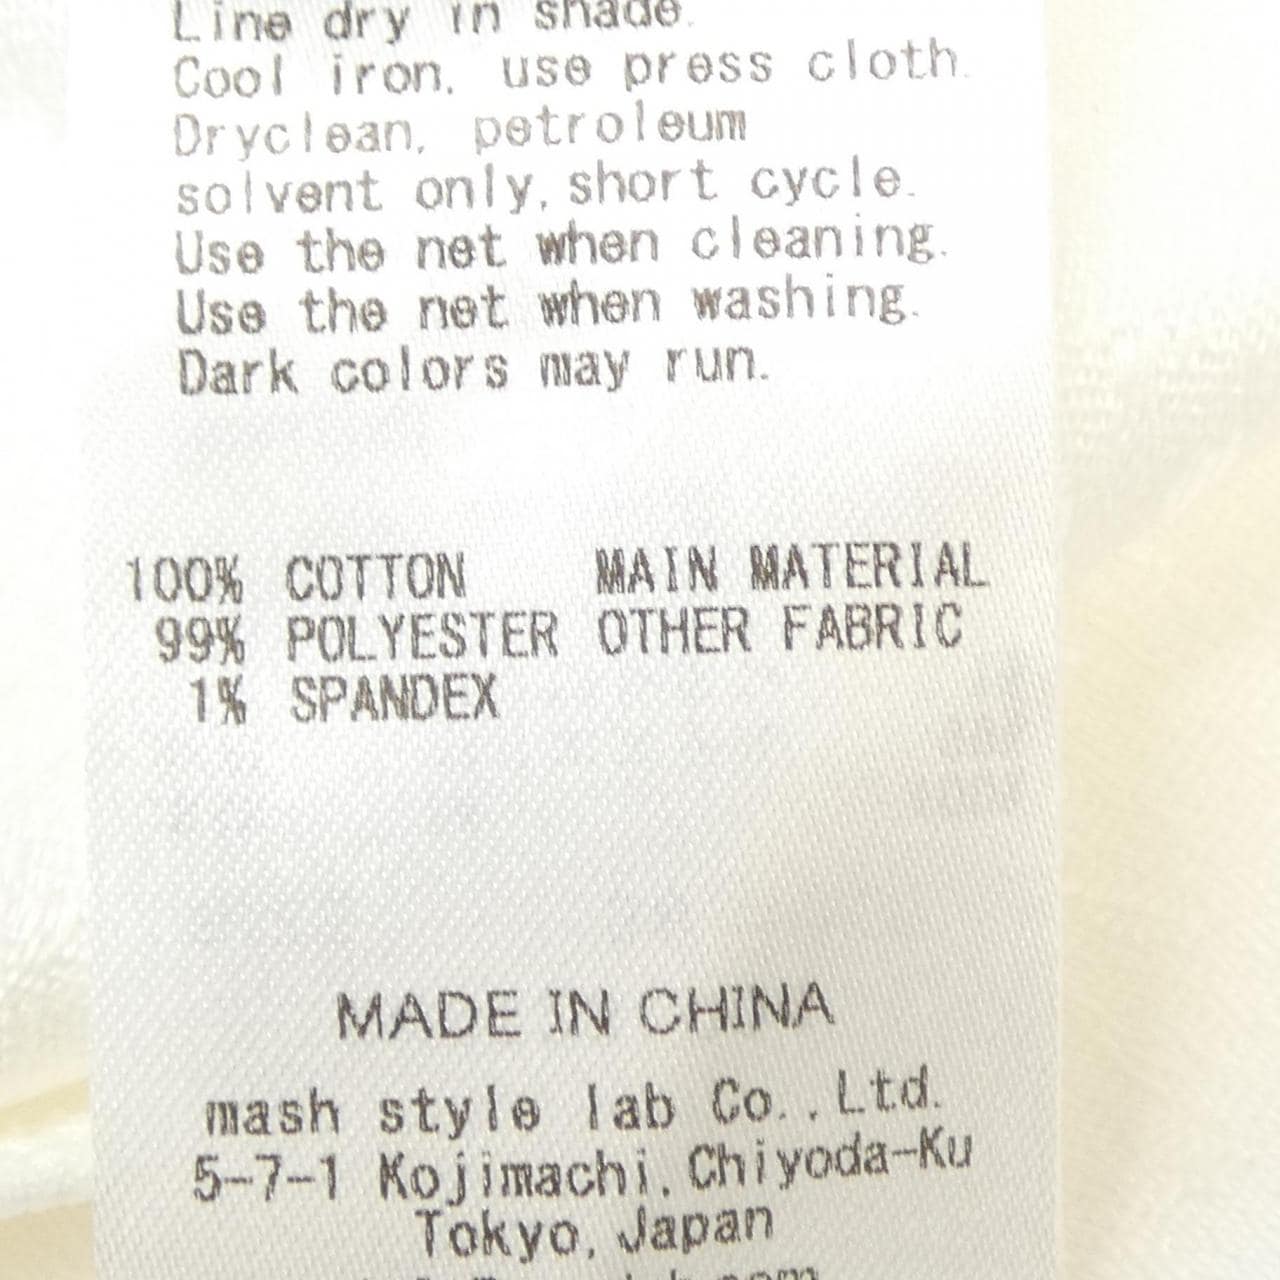 Line dry in shade.
Cool iron, use press cloth.
Dryclean, petroleum
solvent only, short cycle.
Use the net when cleaning.
Use the net when washing.
Dark colors may run.
100% COTTON MAIN MATERIAL
99% POLYESTER OTHER FABRIC
1% SPANDEX
MADE IN CHINA
mash style lab Co., Ltd.
5-7-1 Kojimachi, Chiyoda-Ku
Tokyo, Japan